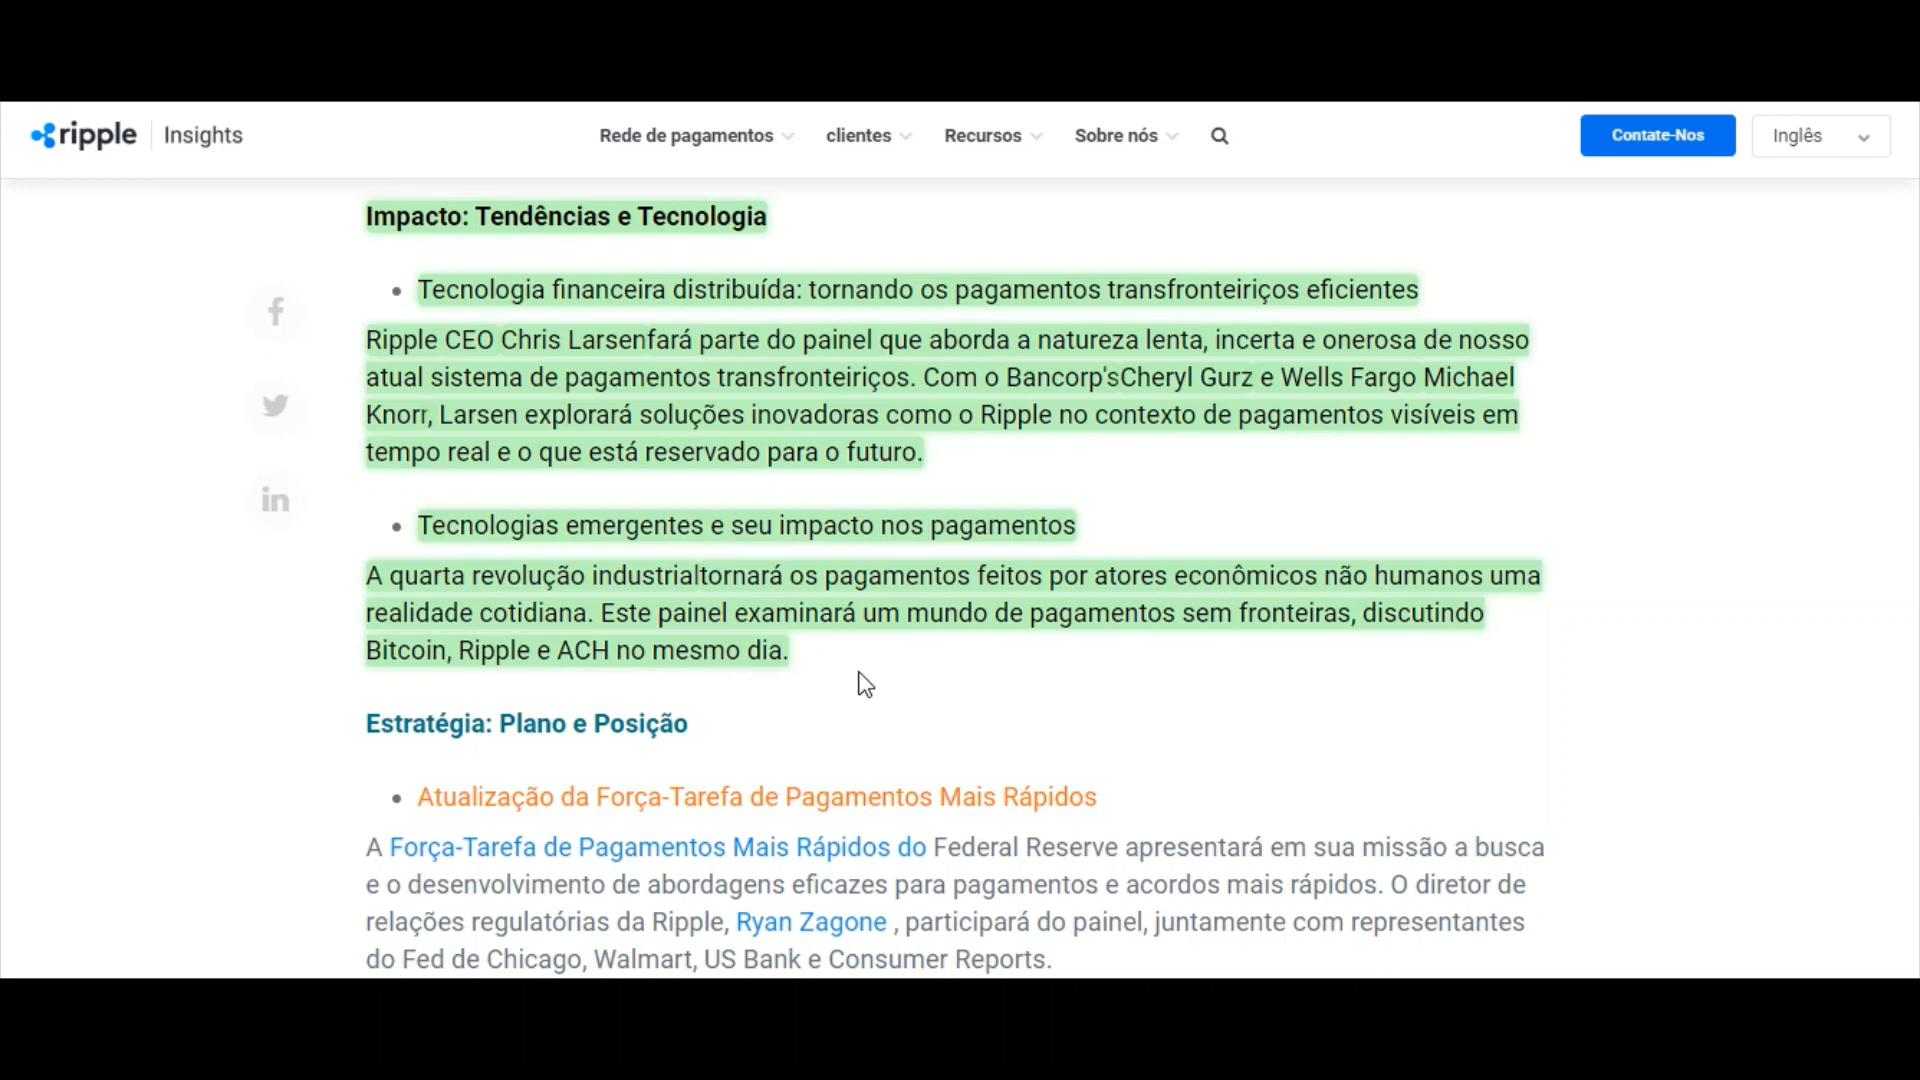 ripple Insights Rede de pagamentos clientes Recursos Sobre nós Contate-Nos Inglês
Impacto: Tendências e Tecnologia
• Tecnologia financeira distribuída: tornando os pagamentos transfronteiriços eficientes
Ripple CEO Chris Larsenfará parte do painel que aborda a natureza lenta, incerta e onerosa de nosso
atual sistema de pagamentos transfronteiriços. Com o Bancorp'sCheryl Gurz e Wells Fargo Michael
Knorr, Larsen explorará soluções inovadoras como o Ripple no contexto de pagamentos visíveis em
tempo real e o que está reservado para o futuro.
• Tecnologias emergentes e seu impacto nos pagamentos
A quarta revolução industrialtornará os pagamentos feitos por atores econômicos não humanos uma
realidade cotidiana. Este painel examinará um mundo de pagamentos sem fronteiras, discutindo
Bitcoin, Ripple e ACH no mesmo dia.
Estratégia: Plano e Posição
• Atualização da Força-Tarefa de Pagamentos Mais Rápidos
A Força-Tarefa de Pagamentos Mais Rápidos do Federal Reserve apresentará em sua missão a busca
e o desenvolvimento de abordagens eficazes para pagamentos e acordos mais rápidos. O diretor de
relações regulatórias da Ripple, Ryan Zagone , participará do painel, juntamente com representantes
do Fed de Chicago, Walmart, US Bank e Consumer Reports.